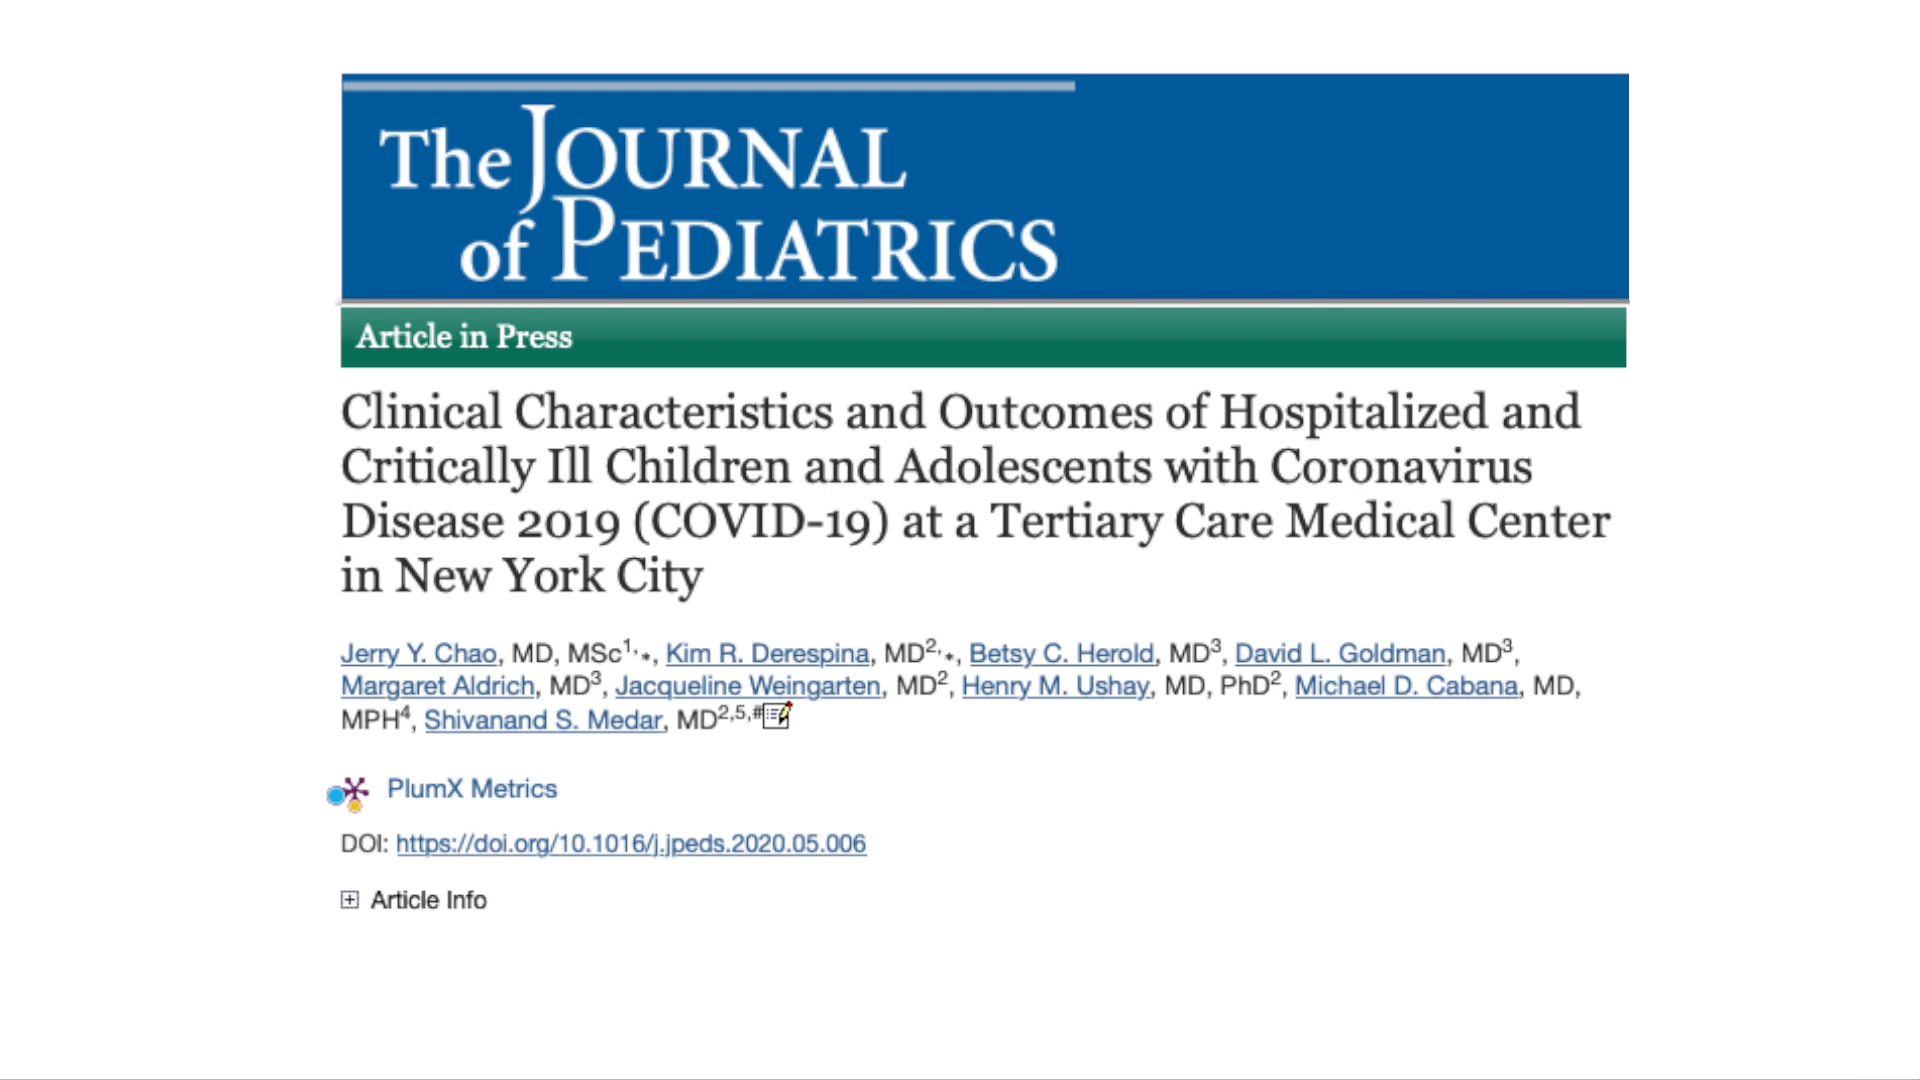 The JOURNAL
of PEDIATRICS
Article in Press
Clinical Characteristics and Outcomes of Hospitalized and
Critically Ill Children and Adolescents with Coronavirus
Disease 2019 (COVID-19) at a Tertiary Care Medical Center
in New York City
Jerry Y. Chao, MD, MSc1,*, Kim R. Derespina, MD2,*, Betsy C. Herold, MD3, David L. Goldman, MD3,
Margaret Aldrich, MD3, Jacqueline Weingarten, MD2, Henry M. Ushay, MD, PhD2, Michael D. Cabana, MD,
MPH4, Shivanand S. Medar, MD2,5,#
PlumX Metrics
DOI: https://doi.org/10.1016/j.jpeds.2020.05.006
Article Info